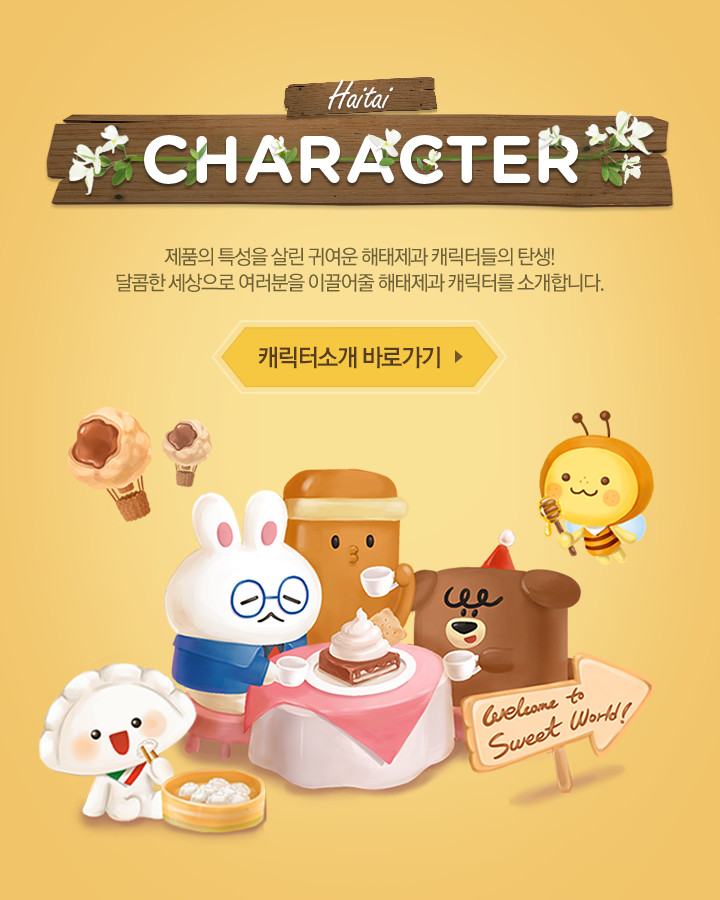 Haitai
CHARACTER
제품의 특성을 살린 귀여운 해태제과 캐릭터들의 탄생!
달콤한 세상으로 여러분을 이끌어줄 해태제과 캐릭터를 소개합니다.
캐릭터소개 바로가기
Welcome to
Sweet World!